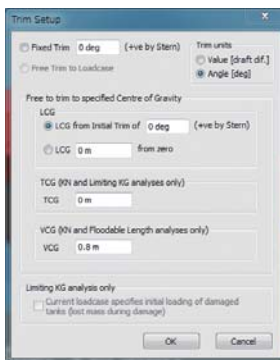 Trim Setup
Fixed Trim 0 deg (+ve by Stern)
Free Trim to Loadcase
Trim units
Value [draft dif.]
Angle [deg]
Free to trim to specified Centre of Gravity
LCG
LCG from Initial Trim of 0 deg (+ve by Stern)
LCG 0 m from zero
TCG (KN and Limiting KG analyses only)
TCG 0 m
VCG (KN and Floodable Length analyses only)
VCG 0.8 m
Limiting KG analysis only
Current loadcase specifies initial loading of damaged
tanks (lost mass during damage)
OK Cancel